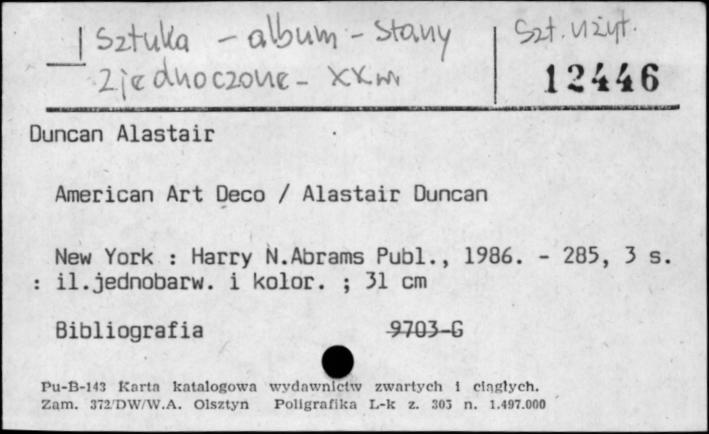 Sztuka - album - Stany
Szt. użyt.
Zjednoczone - XX w
12446
Duncan Alastair
American Art Deco / Alastair Duncan
New York : Harry N.Abrams Publ., 1986. - 285, 3 s.
: il.jednobarw. i kolor. ; 31 cm
Bibliografia 9703-G
Pu-B-143 Karta katalogowa wydawnictw zwartych i ciągłych.
Zam. 372/DW/W.A. Olsztyn Poligrafika L-k z. 303 n. 1.497.000